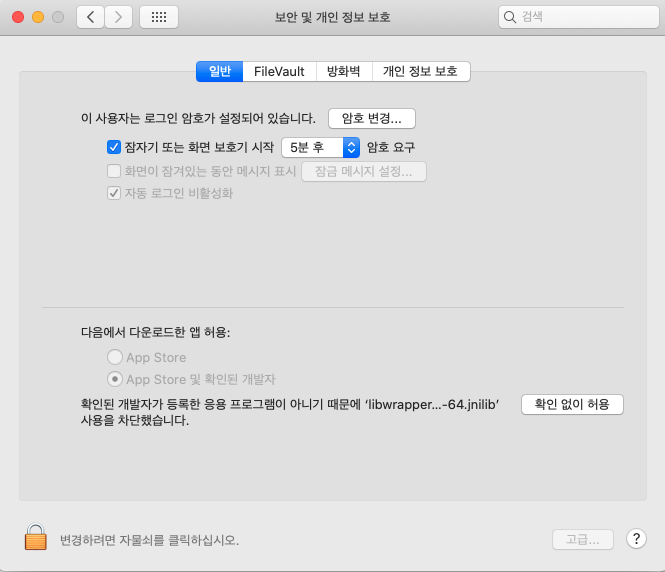 보안 및 개인 정보 보호
검색
일반 FileVault 방화벽 개인 정보 보호
이 사용자는 로그인 암호가 설정되어 있습니다. 암호 변경...
잠자기 또는 화면 보호기 시작 5분 후 암호 요구
화면이 잠겨있는 동안 메시지 표시 잠금 메시지 설정...
자동 로그인 비활성화
다음에서 다운로드한 앱 허용:
App Store
App Store 및 확인된 개발자
확인된 개발자가 등록한 응용 프로그램이 아니기 때문에 ‘libwrapper...-64.jnilib’ 확인 없이 허용
사용을 차단했습니다.
변경하려면 자물쇠를 클릭하십시오. 고급... ?